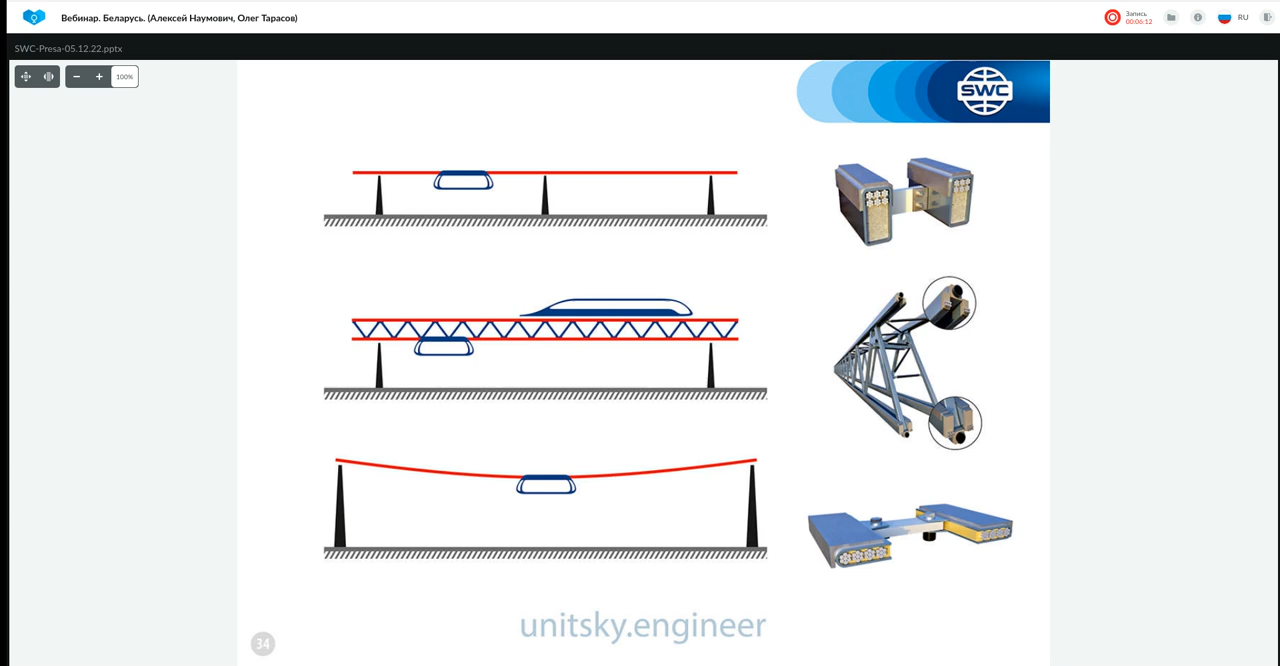 Вебинар. Беларусь. (Алексей Наумович, Олег Тарасов)
Запись
00:06:12
RU
SWC-Presa-05.12.22.pptx
100%
SWC
unitsky.engineer
34